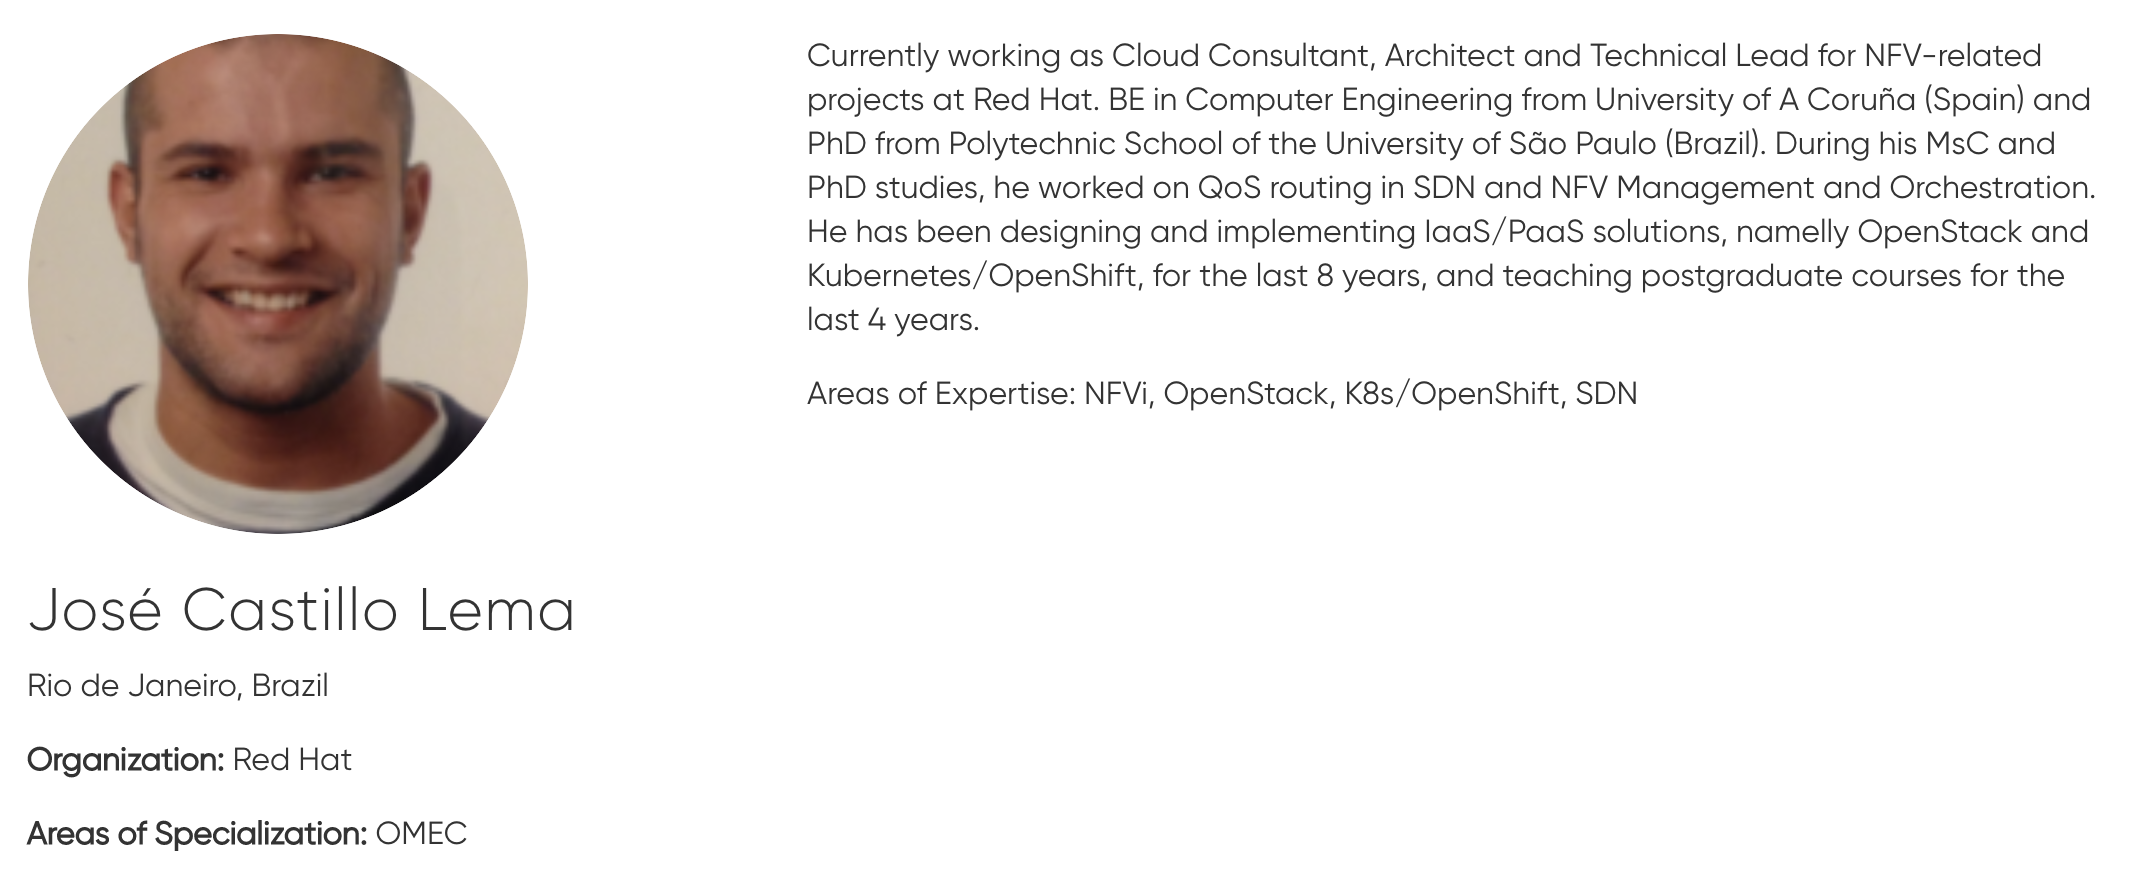 José Castillo Lema
Rio de Janeiro, Brazil
Organization: Red Hat
Areas of Specialization: OMEC
Currently working as Cloud Consultant, Architect and Technical Lead for NFV-related
projects at Red Hat. BE in Computer Engineering from University of A Coruña (Spain) and
PhD from Polytechnic School of the University of São Paulo (Brazil). During his MsC and
PhD studies, he worked on QoS routing in SDN and NFV Management and Orchestration.
He has been designing and implementing IaaS/PaaS solutions, namelly OpenStack and
Kubernetes/OpenShift, for the last 8 years, and teaching postgraduate courses for the
last 4 years.
Areas of Expertise: NFVi, OpenStack, K8s/OpenShift, SDN